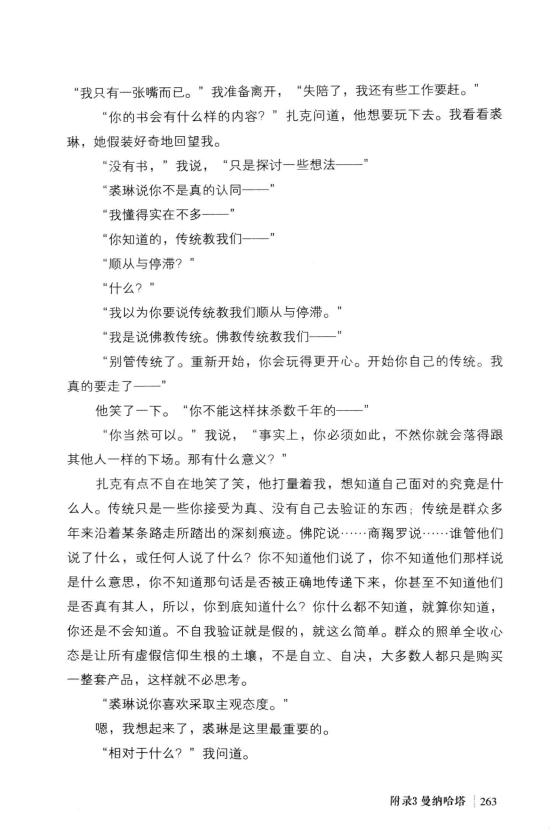 “我只有一张嘴而已。”我准备离开，“失陪了，我还有些工作要赶。”
“你的书会有什么样的内容？”扎克问道，他想要玩下去。我看看裘
琳，她假装好奇地回望我。
“没有书，”我说，“只是探讨一些想法——”
“裘琳说你不是真的认同——”
“我懂得实在不多——”
“你知道的，传统教我们——”
“顺从与停滞？”
“什么？”
“我以为你要说传统教我们顺从与停滞。”
“我是说佛教传统。佛教传统教我们——”
“别管传统了。重新开始，你会玩得更开心。开始你自己的传统。我
真的要走了——”
他笑了一下。“你不能这样抹杀数千年的——”
“你当然可以。”我说，“事实上，你必须如此，不然你就会落得跟
其他人一样的下场。那有什么意义？”
扎克有点不自在地笑了笑，他打量着我，想知道自己面对的究竟是什
么人。传统只是一些你接受为真、没有自己去验证的东西；传统是群众多
年来沿着某条路走所踏出的深刻痕迹。佛陀说……商羯罗说……谁管他们
说了什么，或任何人说了什么？你不知道他们说了，你不知道他们那样说
是什么意思，你不知道那句话是否被正确地传递下来，你甚至不知道他们
是否真有其人，所以，你到底知道什么？你什么都不知道，就算你知道，
你还是不会知道。不自我验证就是假的，就这么简单。群众的照单全收心
态是让所有虚假信仰生根的土壤，不是自立、自决，大多数人都只是购买
一整套产品，这样就不必思考。
“裘琳说你喜欢采取主观态度。”
嗯，我想起来了，裘琳是这里最重要的。
“相对于什么？”我问道。
附录3 曼纳哈塔 | 263